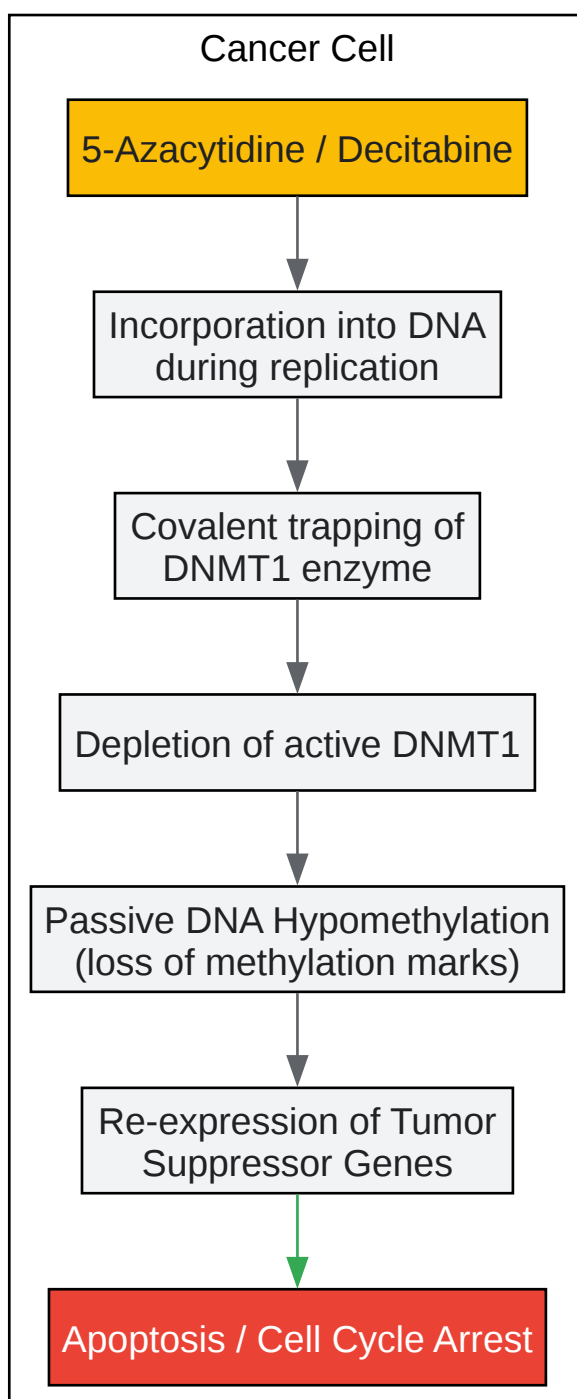 Cancer Cell
5-Azacytidine / Decitabine
Incorporation into DNA
during replication
Covalent trapping of
DNMT1 enzyme
Depletion of active DNMT1
Passive DNA Hypomethylation
(loss of methylation marks)
Re-expression of Tumor
Suppressor Genes
Apoptosis / Cell Cycle Arrest